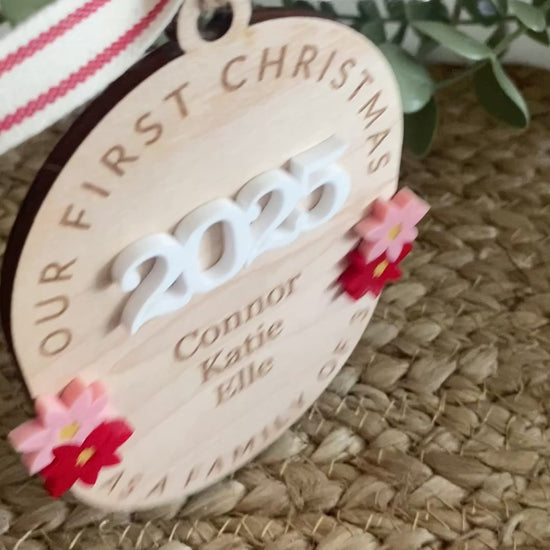 OUR FIRST CHRISTMAS
2025
Connor
Katie
Elle
AS A FAMILY OF 3